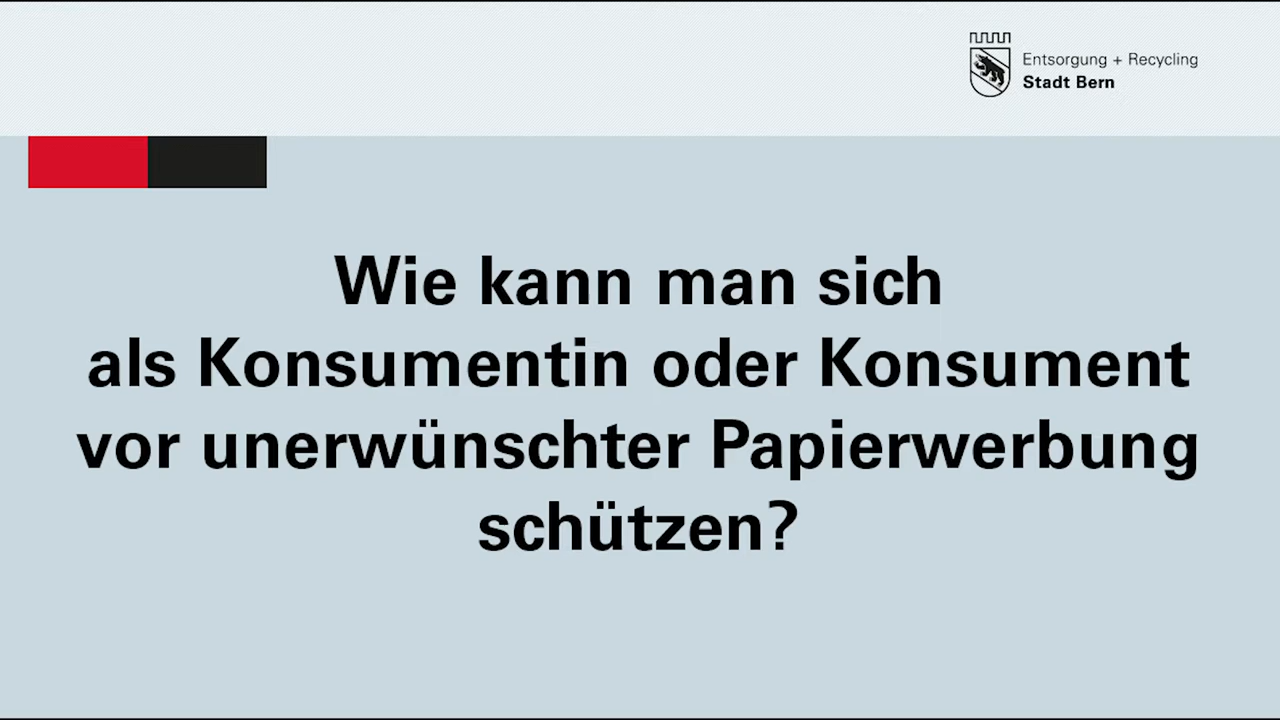 Entsorgung + Recycling
Stadt Bern
Wie kann man sich
als Konsumentin oder Konsument
vor unerwünschter Papierwerbung
schützen?